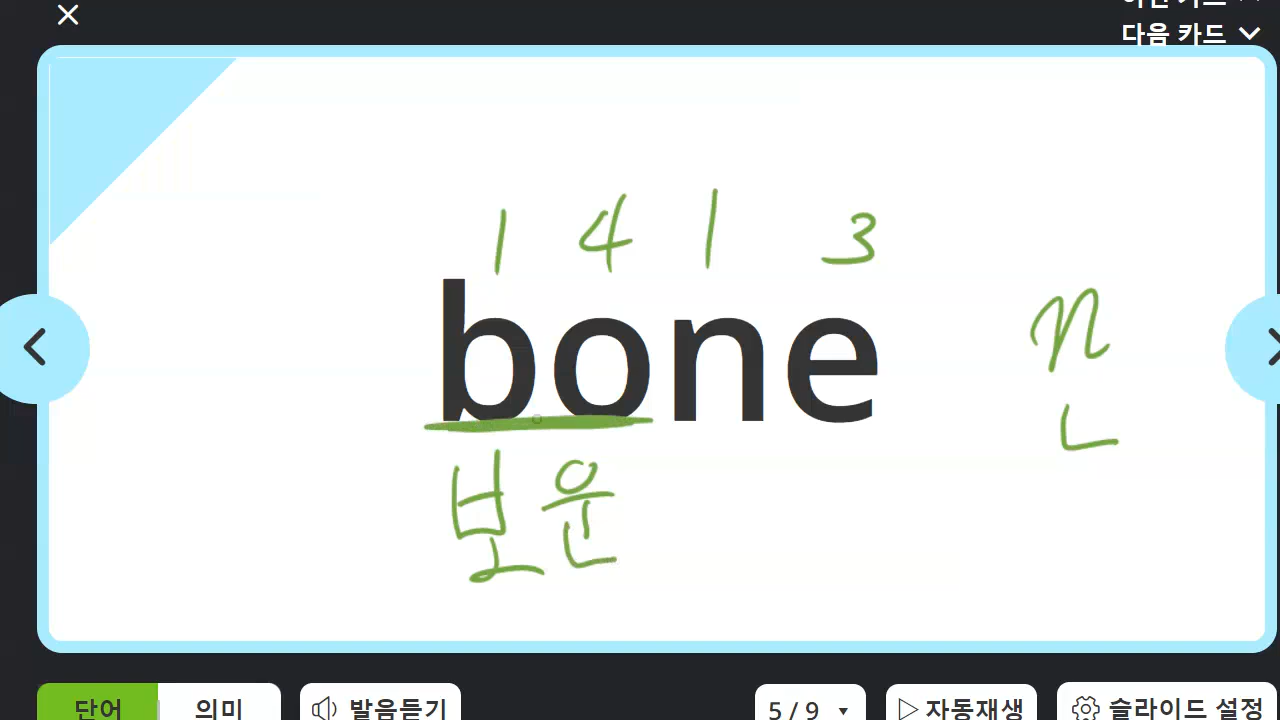 다음 카드
1 4 1 3
bone
n
ㄴ
보운
단어 의미 발음듣기 5 / 9 자동재생 슬라이드 설정